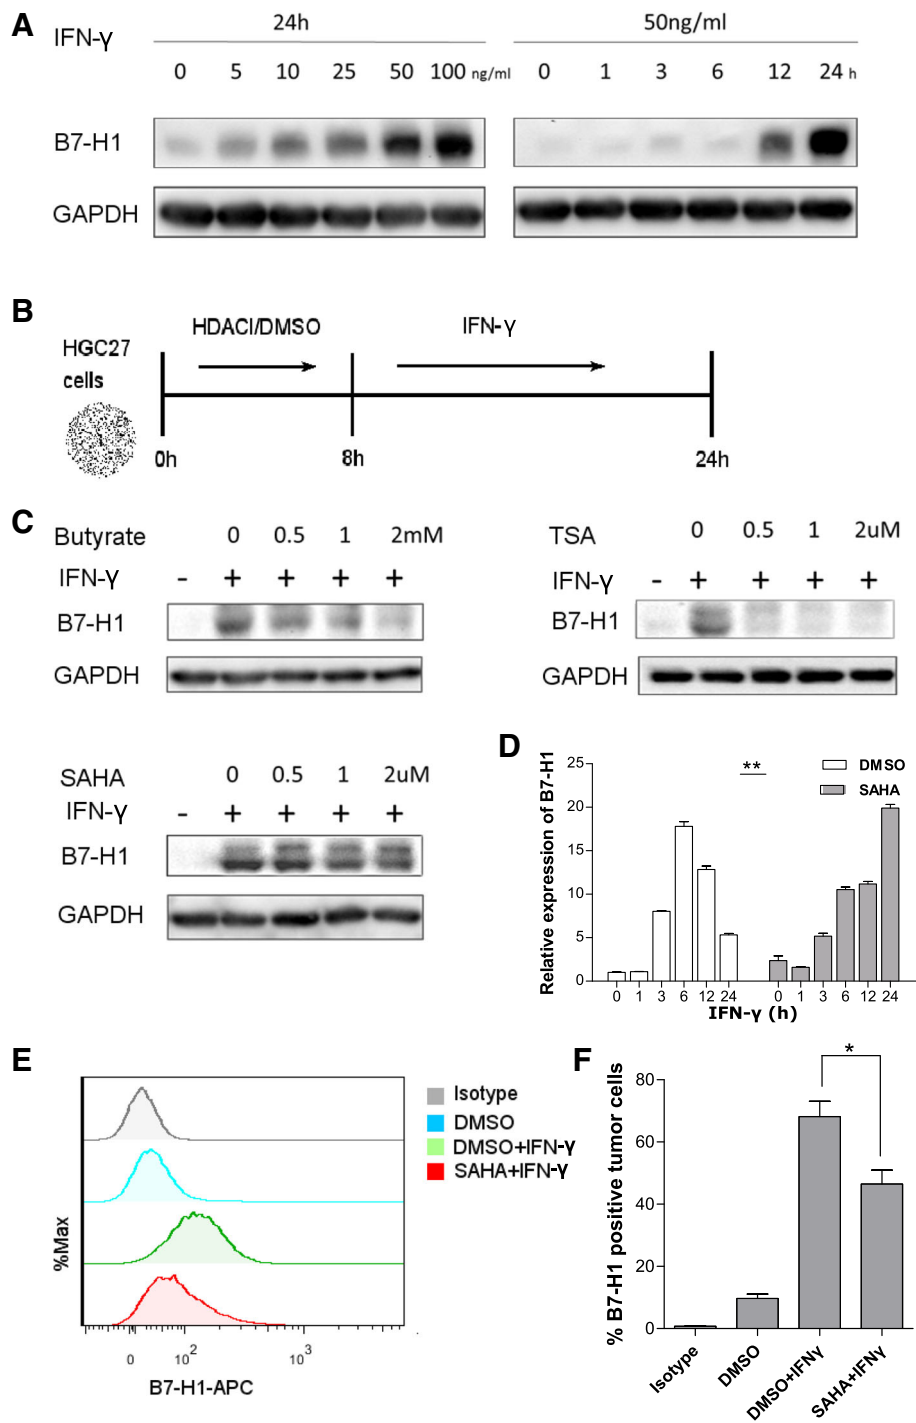 A
IFN-γ
24h
50ng/ml
0 5 10 25 50 100 ng/ml
0 1 3 6 12 24 h
B7-H1
GAPDH
B
HGC27
cells
HDACI/DMSO
IFN-γ
0h
8h
24h
C
Butyrate 0 0.5 1 2mM
IFN-γ - + + + +
B7-H1
GAPDH
TSA 0 0.5 1 2uM
IFN-γ - + + + +
B7-H1
GAPDH
SAHA 0 0.5 1 2uM
IFN-γ - + + + +
B7-H1
GAPDH
D
Relative expression of B7-H1
25
20
15
10
5
0
**
DMSO
SAHA
0 1 3 6 12 24 0 1 3 6 12 24
IFN-γ (h)
E
%Max
Isotype
DMSO
DMSO+IFN-γ
SAHA+IFN-γ
0 10² 10³
B7-H1-APC
F
% B7-H1 positive tumor cells
80
60
40
20
0
*
Isotype
DMSO
DMSO+IFNγ
SAHA+IFNγ